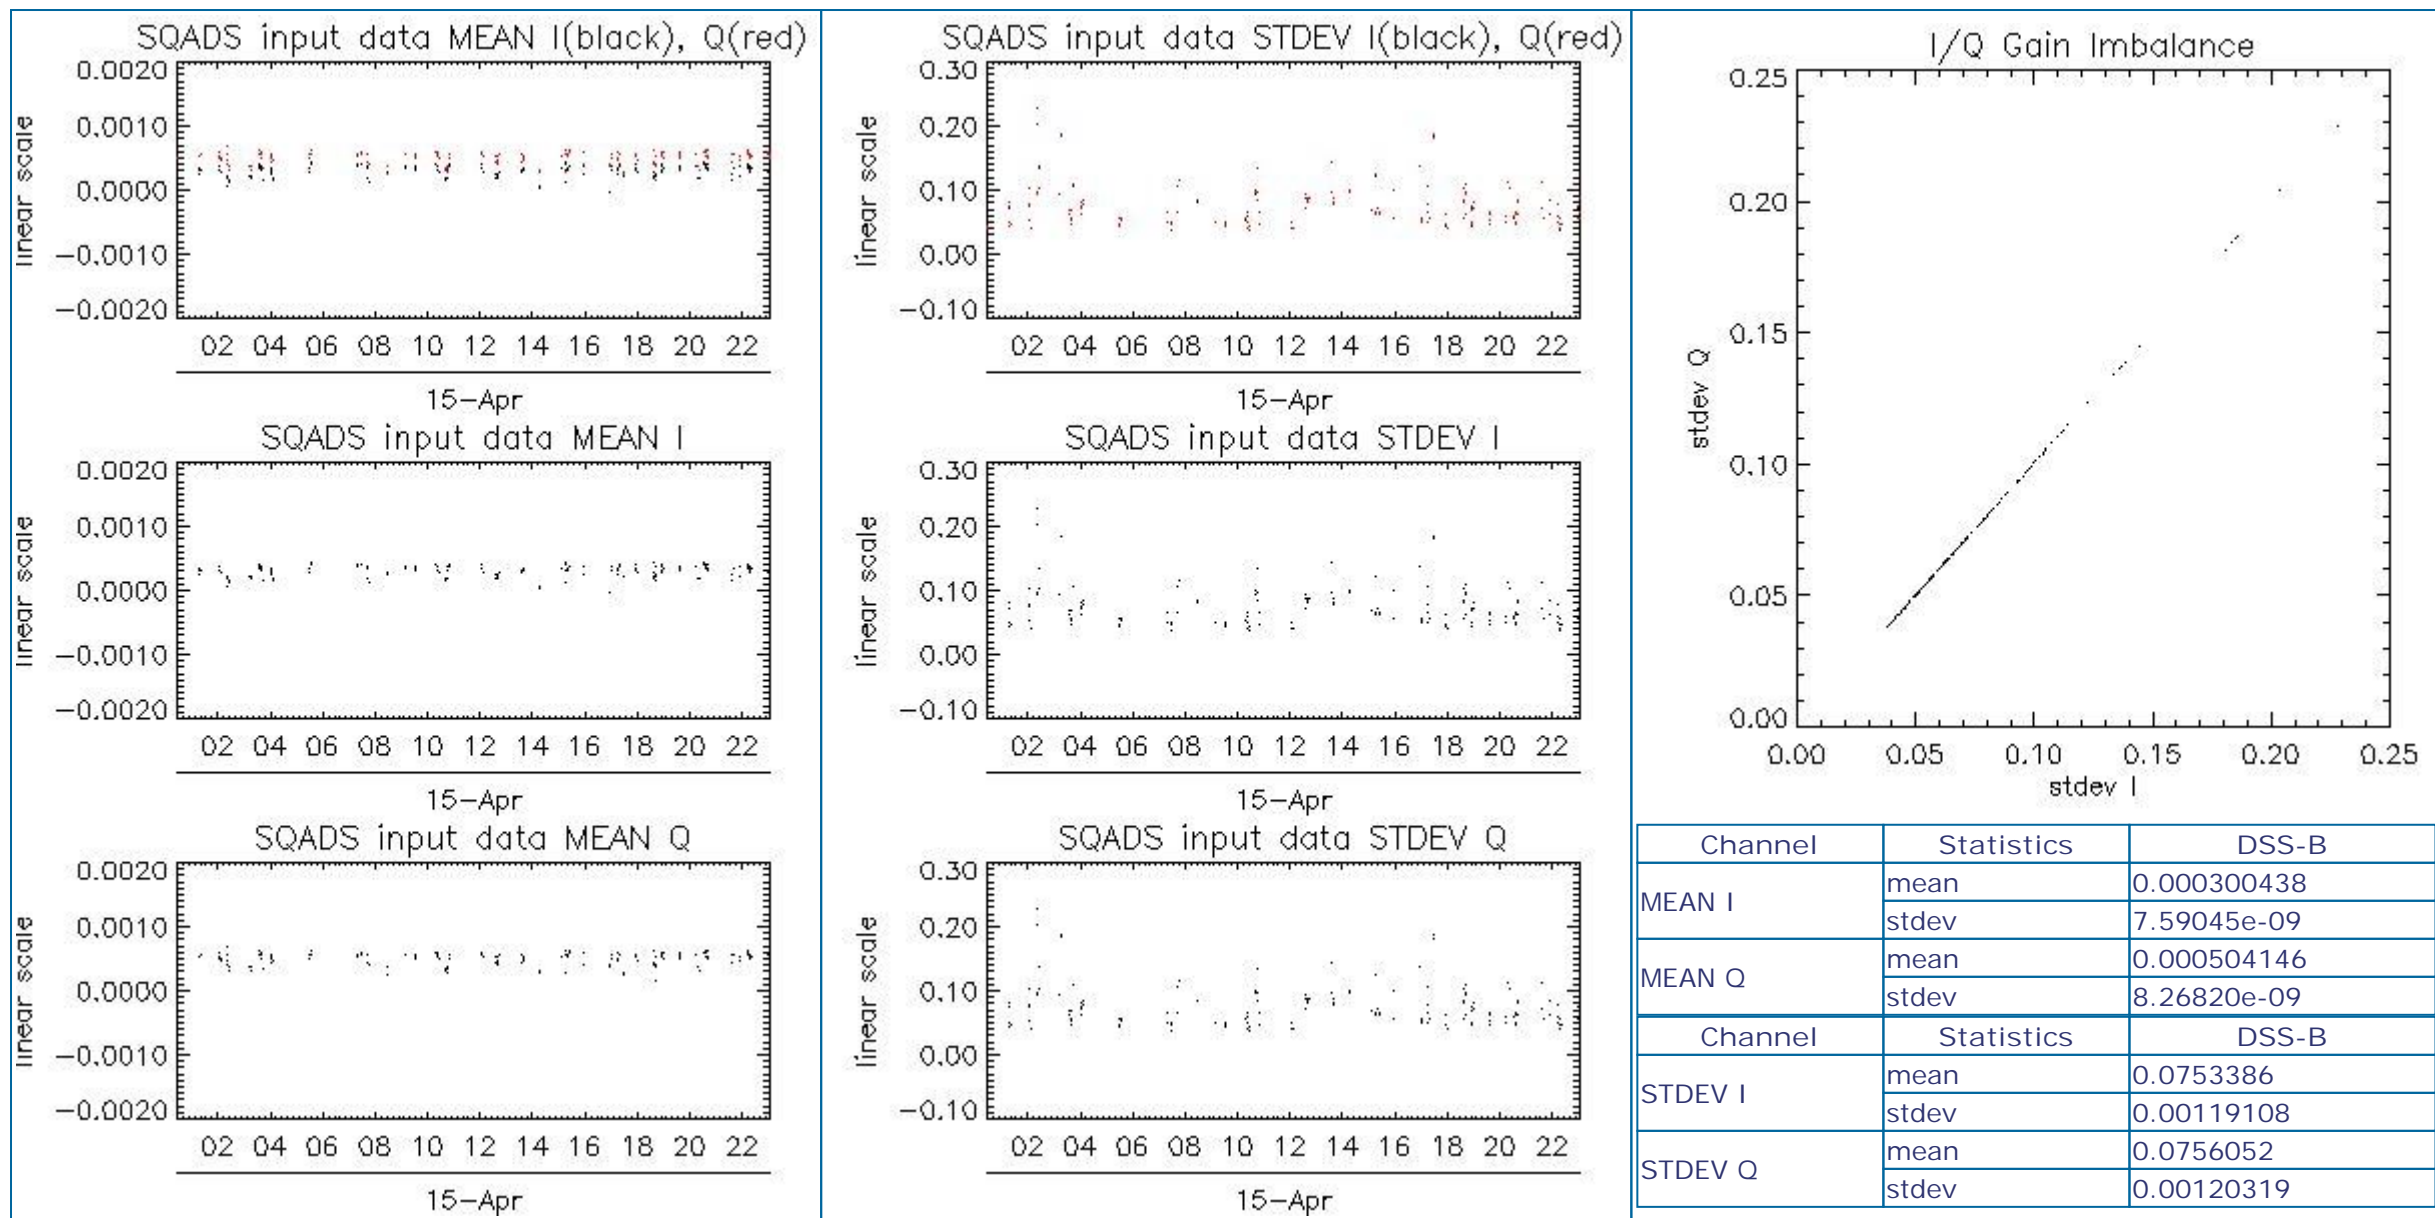 SQADS input data MEAN I(black), Q(red)
linear scale
0.0020
0.0010
0.0000
-0.0010
-0.0020
02 04 06 08 10 12 14 16 18 20 22
15-Apr
SQADS input data MEAN I
linear scale
0.0020
0.0010
0.0000
-0.0010
-0.0020
02 04 06 08 10 12 14 16 18 20 22
15-Apr
SQADS input data MEAN Q
linear scale
0.0020
0.0010
0.0000
-0.0010
-0.0020
02 04 06 08 10 12 14 16 18 20 22
15-Apr
SQADS input data STDEV I(black), Q(red)
linear scale
0.30
0.20
0.10
0.00
-0.10
02 04 06 08 10 12 14 16 18 20 22
15-Apr
SQADS input data STDEV I
linear scale
0.30
0.20
0.10
0.00
-0.10
02 04 06 08 10 12 14 16 18 20 22
15-Apr
SQADS input data STDEV Q
linear scale
0.30
0.20
0.10
0.00
-0.10
02 04 06 08 10 12 14 16 18 20 22
15-Apr
I/Q Gain Imbalance
stdev Q
0.25
0.20
0.15
0.10
0.05
0.00
0.00 0.05 0.10 0.15 0.20 0.25
stdev I
Channel Statistics DSS-B
MEAN I mean 0.000300438
stdev 7.59045e-09
MEAN Q mean 0.000504146
stdev 8.26820e-09
Channel Statistics DSS-B
STDEV I mean 0.0753386
stdev 0.00119108
STDEV Q mean 0.0756052
stdev 0.00120319